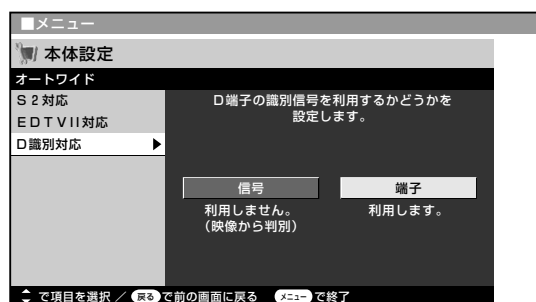 ■メニュー
本体設定
オートワイド
S2対応
EDTVII対応
D識別対応 ▶
D端子の識別信号を利用するかどうかを
設定します。
信号 端子
利用しません。 利用します。
(映像から判別)
で項目を選択 / 戻る で前の画面に戻る メニュー で終了